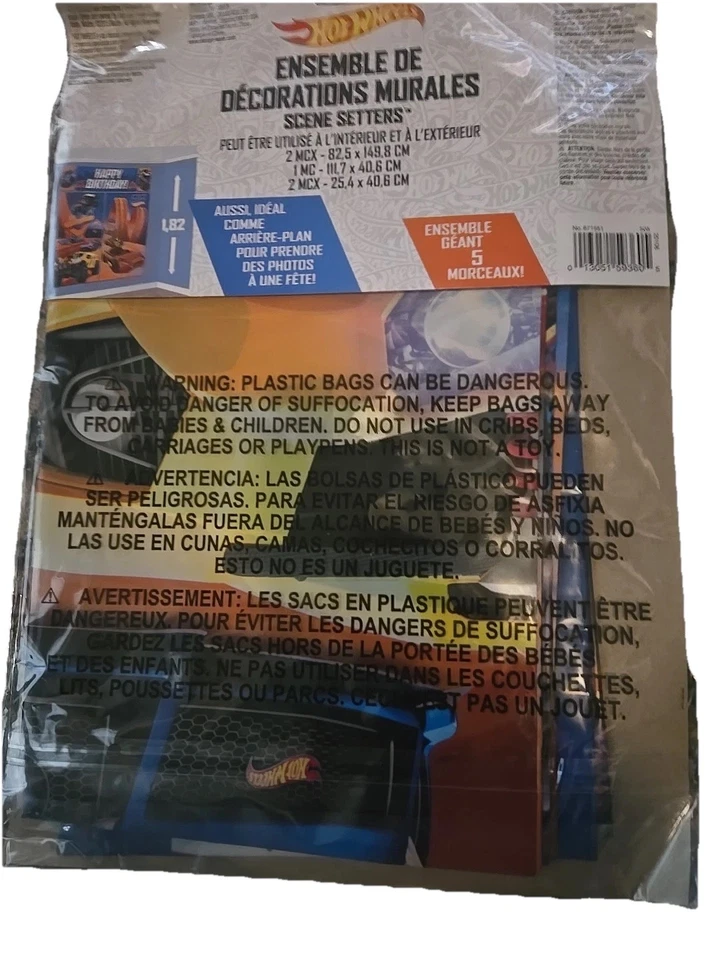 HOT WHEELS
ENSEMBLE DE
DÉCORATIONS MURALES
SCENE SETTERS™
PEUT ÊTRE UTILISÉ À L'INTÉRIEUR ET À L'EXTÉRIEUR
2 MCX - 82,5 x 149,8 CM
1 MC - 111,7 x 40,6 CM
2 MCX - 25,4 x 40,6 CM
HAPPY
BIRTHDAY!
1,82
AUSSI, IDÉAL
COMME
ARRIÈRE-PLAN
POUR PRENDRE
DES PHOTOS
À UNE FÊTE!
ENSEMBLE
GÉANT
5
MORCEAUX!
0 13051 59380 5
WARNING: PLASTIC BAGS CAN BE DANGEROUS.
TO AVOID DANGER OF SUFFOCATION, KEEP BAGS AWAY
FROM BABIES & CHILDREN. DO NOT USE IN CRIBS, BEDS,
CARRIAGES OR PLAYPENS. THIS IS NOT A TOY.
ADVERTENCIA: LAS BOLSAS DE PLÁSTICO PUEDEN
SER PELIGROSAS. PARA EVITAR EL RIESGO DE ASFIXIA
MANTÉNGALAS FUERA DEL ALCANCE DE BEBÉS Y NIÑOS. NO
LAS USE EN CUNAS, CAMAS, COCHECITOS O CORRALITOS.
ESTO NO ES UN JUGUETE.
AVERTISSEMENT: LES SACS EN PLASTIQUE PEUVENT ÊTRE
DANGEREUX. POUR ÉVITER LES DANGERS DE SUFFOCATION,
GARDEZ LES SACS HORS DE LA PORTÉE DES BÉBÉS
ET DES ENFANTS. NE PAS UTILISER DANS LES COUCHETTES,
LITS, POUSSETTES OU PARCS. CECI N'EST PAS UN JOUET.
HOT WHEELS